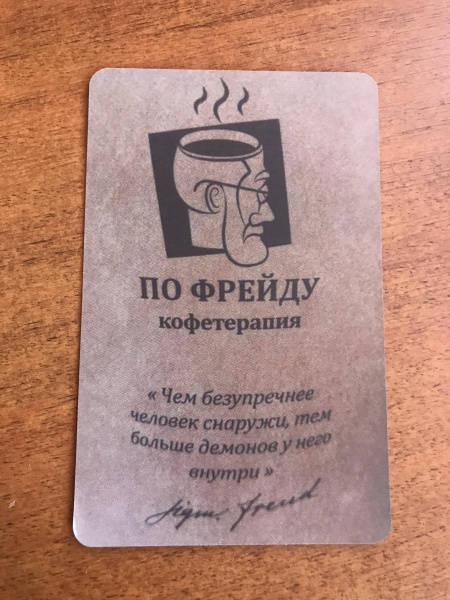 ПО ФРЕЙДУ
кофетерапия
« Чем безупречнее
человек снаружи, тем
больше демонов у него
внутри »
Sigm. Freud